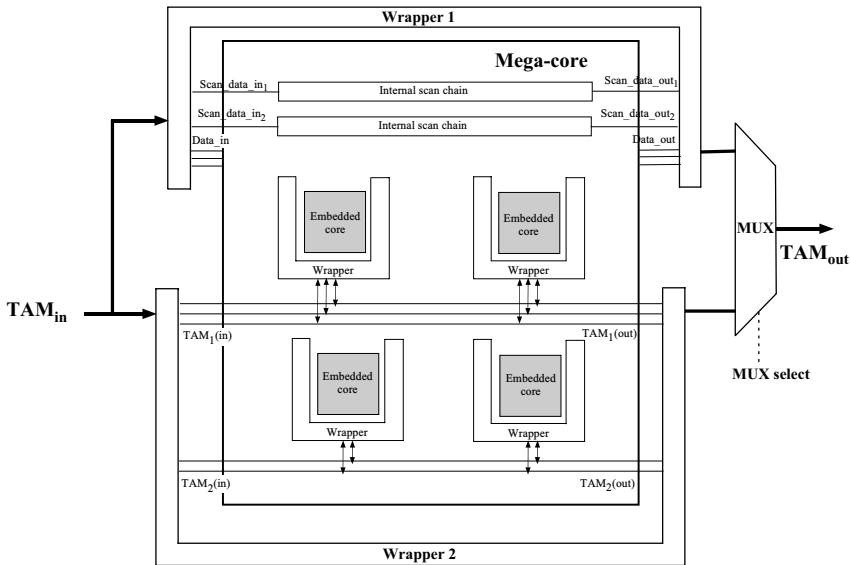 Wrapper 1
Mega-core
Scan_data_in1
Internal scan chain
Scan_data_out1
Scan_data_in2
Internal scan chain
Scan_data_out2
Data_in
Data_out
Embedded
core
Embedded
core
MUX
TAMout
Wrapper
Wrapper
TAMin
TAM1(in)
TAM1(out)
Embedded
core
Embedded
core
MUX select
Wrapper
Wrapper
TAM2(in)
TAM2(out)
Wrapper 2